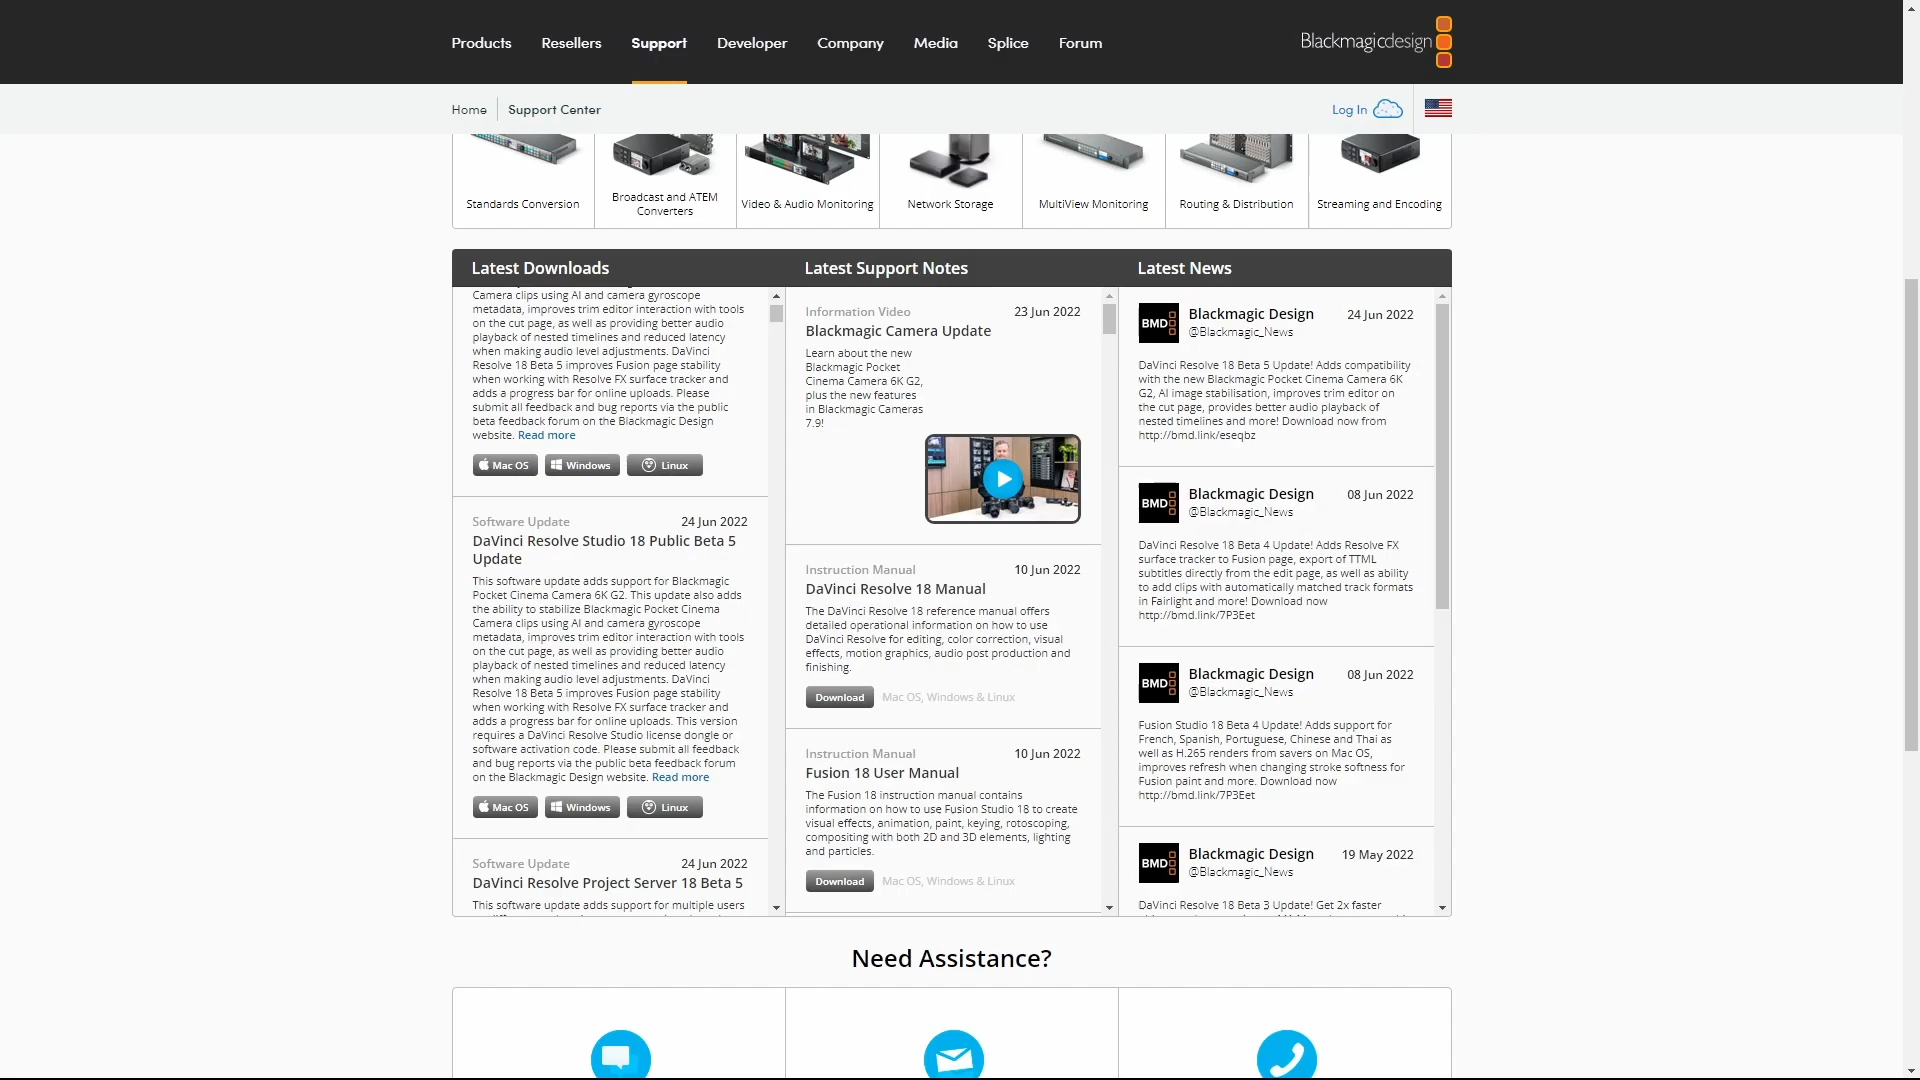 Products
Resellers
Support
Developer
Company
Media
Splice
Forum
Blackmagicdesign
Home
Support Center
Log In
Standards Conversion
Broadcast and ATEM
Converters
Video & Audio Monitoring
Network Storage
MultiView Monitoring
Routing & Distribution
Streaming and Encoding
Latest Downloads
Camera clips using AI and camera gyroscope
metadata, improves trim editor interaction with tools
on the cut page, as well as providing better audio
playback of nested timelines and reduced latency
when making audio level adjustments. DaVinci
Resolve 18 Beta 5 improves Fusion page stability
when working with Resolve FX surface tracker and
adds a progress bar for online uploads. Please
submit all feedback and bug reports via the public
beta feedback forum on the Blackmagic Design
website. Read more
Mac OS
Windows
Linux
Software Update
24 Jun 2022
DaVinci Resolve Studio 18 Public Beta 5
Update
This software update adds support for Blackmagic
Pocket Cinema Camera 6K G2. This update also adds
the ability to stabilize Blackmagic Pocket Cinema
Camera clips using AI and camera gyroscope
metadata, improves trim editor interaction with tools
on the cut page, as well as providing better audio
playback of nested timelines and reduced latency
when making audio level adjustments. DaVinci
Resolve 18 Beta 5 improves Fusion page stability
when working with Resolve FX surface tracker and
adds a progress bar for online uploads. This version
requires a DaVinci Resolve Studio license dongle or
software activation code. Please submit all feedback
and bug reports via the public beta feedback forum
on the Blackmagic Design website. Read more
Mac OS
Windows
Linux
Software Update
24 Jun 2022
DaVinci Resolve Project Server 18 Beta 5
This software update adds support for multiple users
Latest Support Notes
Information Video
23 Jun 2022
Blackmagic Camera Update
Learn about the new
Blackmagic Pocket
Cinema Camera 6K G2,
plus the new features
in Blackmagic Cameras
7.9!
Instruction Manual
10 Jun 2022
DaVinci Resolve 18 Manual
The DaVinci Resolve 18 reference manual offers
detailed operational information on how to use
DaVinci Resolve for editing, color correction, visual
effects, motion graphics, audio post production and
finishing.
Download
Mac OS, Windows & Linux
Instruction Manual
10 Jun 2022
Fusion 18 User Manual
The Fusion 18 instruction manual contains
information on how to use Fusion Studio 18 to create
visual effects, animation, paint, keying, rotoscoping,
compositing with both 2D and 3D elements, lighting
and particles.
Download
Mac OS, Windows & Linux
Latest News
BMD
Blackmagic Design
24 Jun 2022
@Blackmagic_News
DaVinci Resolve 18 Beta 5 Update! Adds compatibility
with the new Blackmagic Pocket Cinema Camera 6K
G2, AI image stabilisation, improves trim editor on
the cut page, provides better audio playback of
nested timelines and more! Download now from
http://bmd.link/eseqbz
BMD
Blackmagic Design
08 Jun 2022
@Blackmagic_News
DaVinci Resolve 18 Beta 4 Update! Adds Resolve FX
surface tracker to Fusion page, export of TTML
subtitles directly from the edit page, as well as ability
to add clips with automatically matched track formats
in Fairlight and more! Download now
http://bmd.link/7P3Eet
BMD
Blackmagic Design
08 Jun 2022
@Blackmagic_News
Fusion Studio 18 Beta 4 Update! Adds support for
French, Spanish, Portuguese, Chinese and Thai as
well as H.265 renders from savers on Mac OS,
improves refresh when changing stroke softness for
Fusion paint and more. Download now
http://bmd.link/7P3Eet
BMD
Blackmagic Design
19 May 2022
@Blackmagic_News
DaVinci Resolve 18 Beta 3 Update! Get 2x faster
Need Assistance?